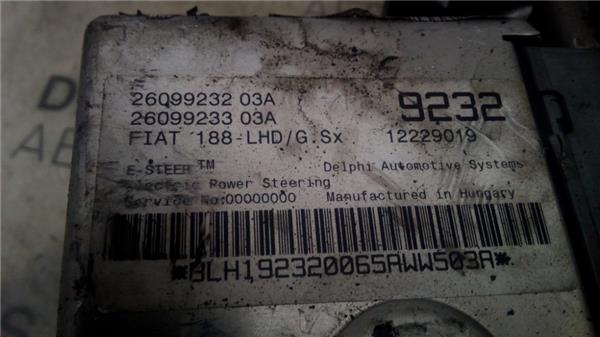 26099232 03A 9232
26099233 03A
FIAT 188-LHD/G.Sx 12229019
E-STEER™ Delphi Automotive Systems
Electric Power Steering
Service No:00000000 Manufactured in Hungary
*BLH192320065AWW503A*